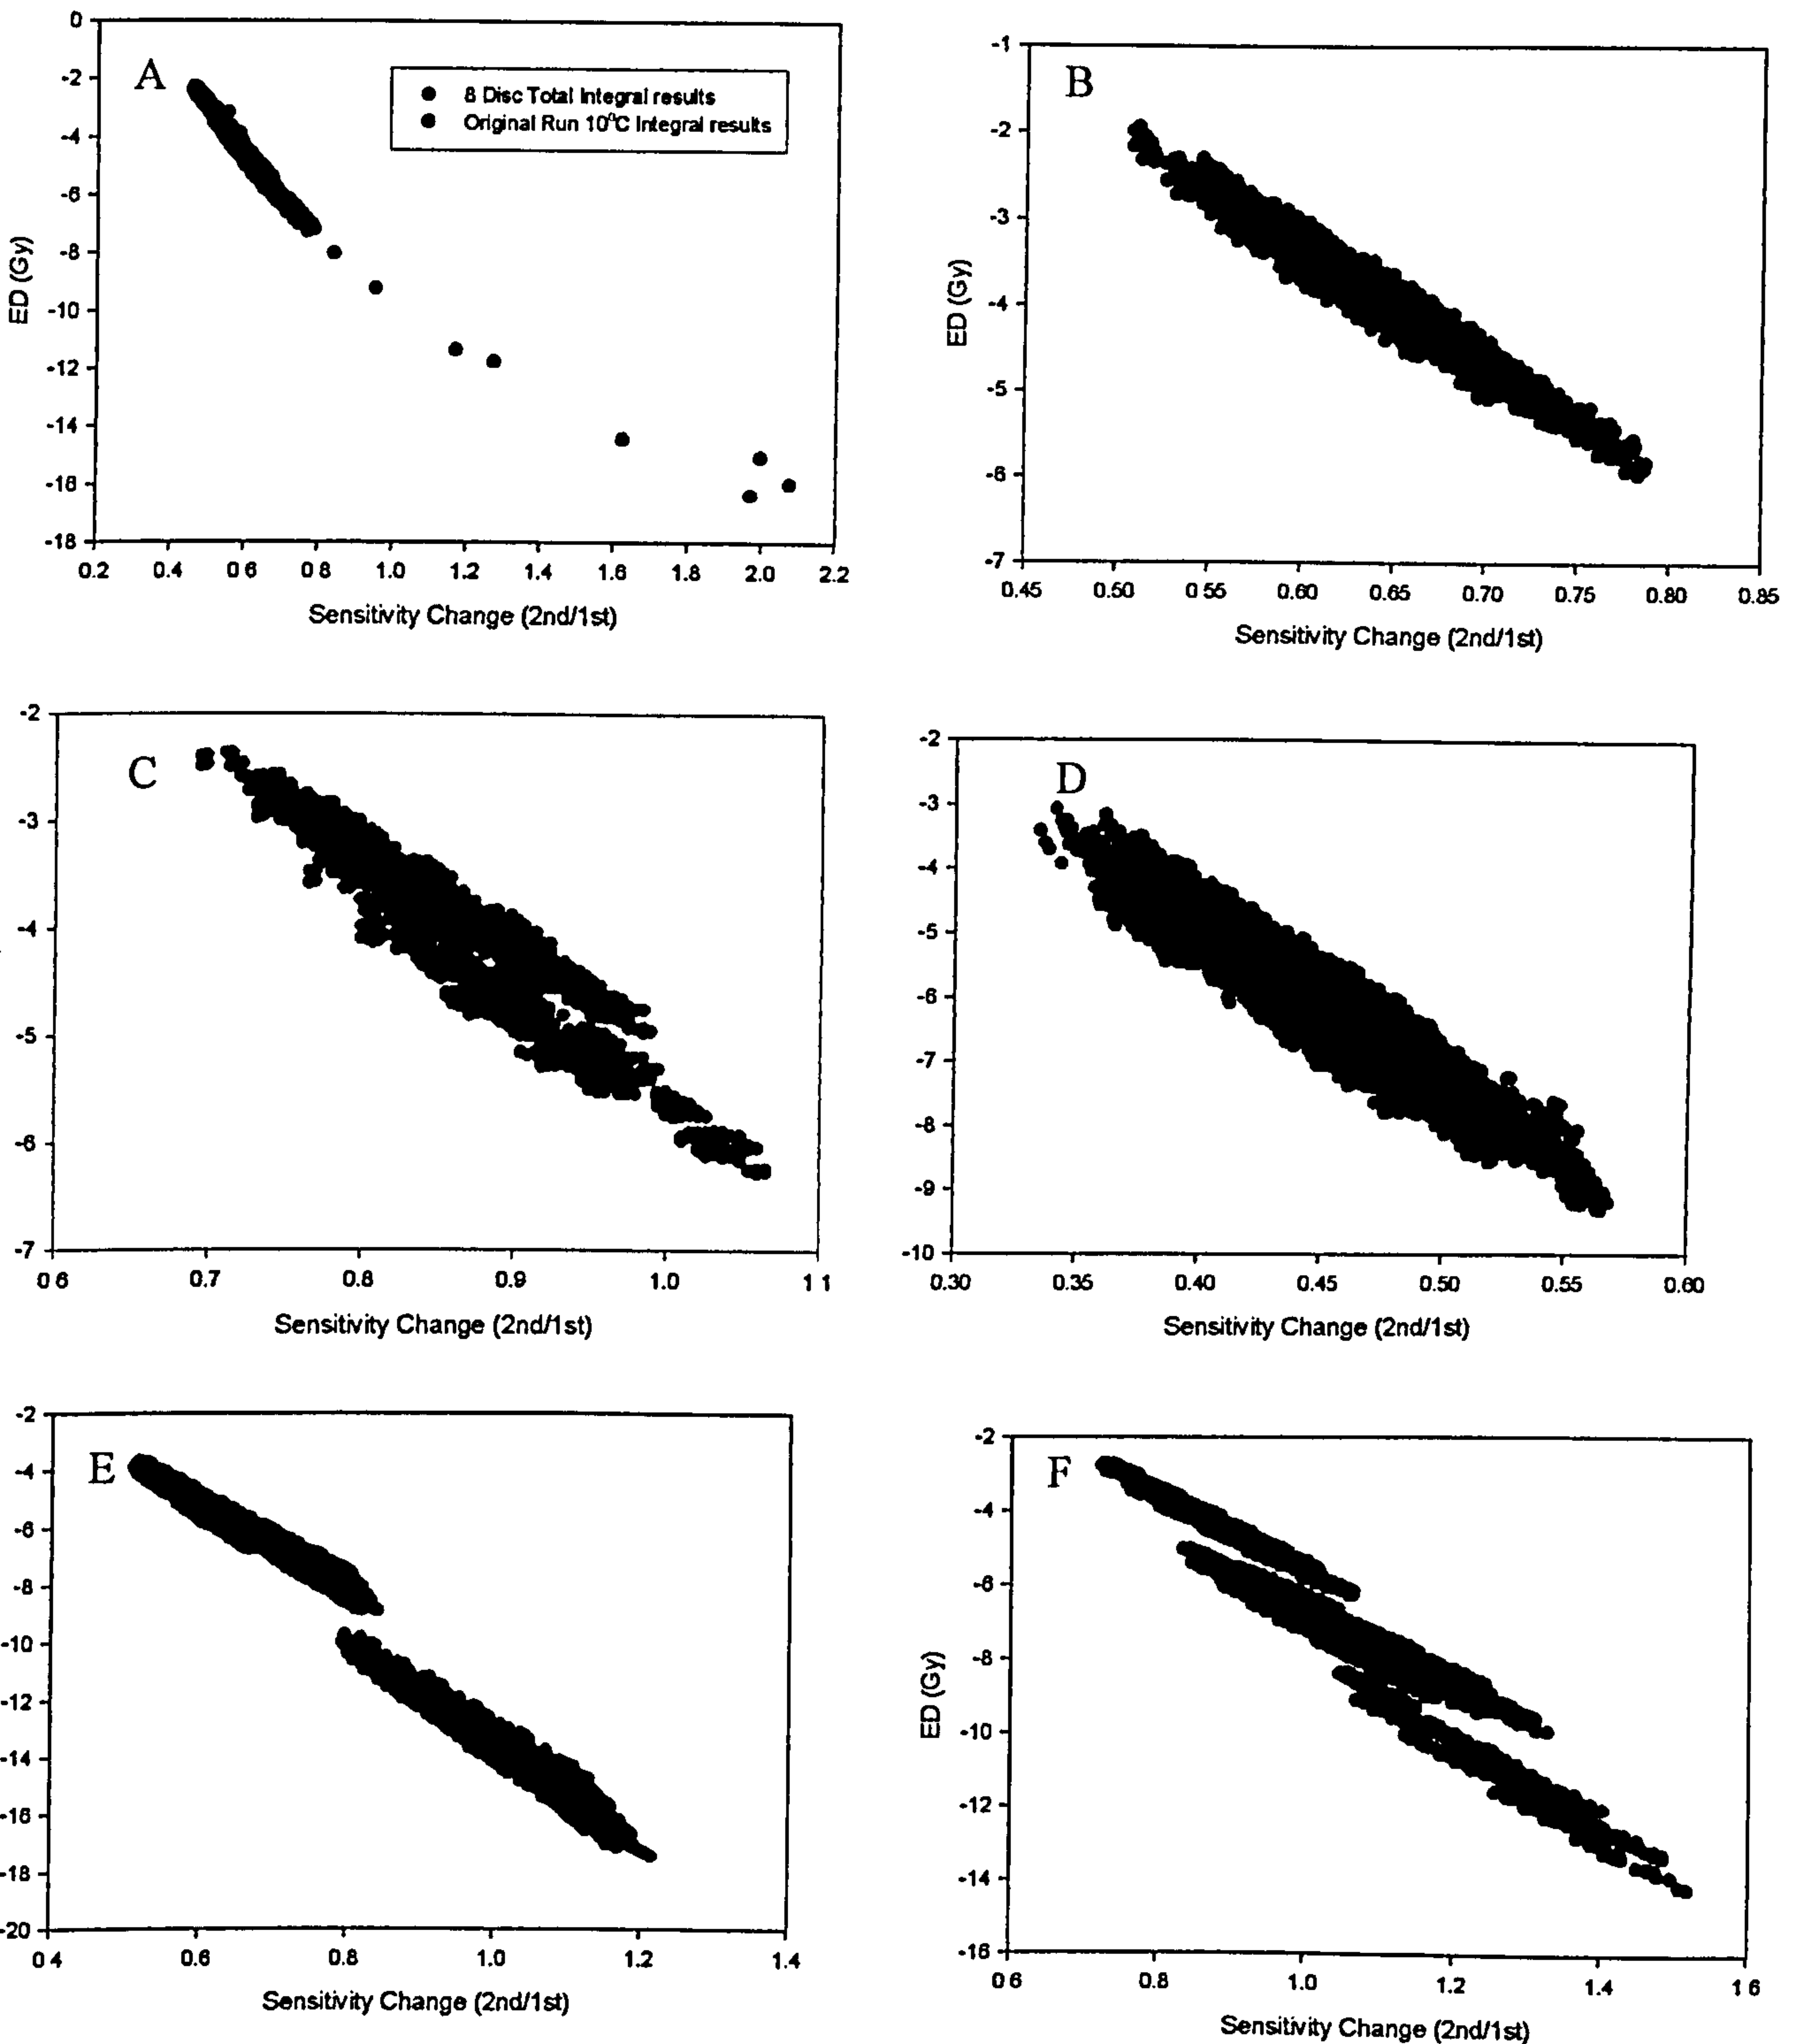 A
8 Disc Total Integral results
Original Run 10⁰C Integral results
0
-2
-4
-6
-8
-10
-12
-14
-16
-18
ED (Gy)
0.2 0.4 0 6 0 8 1.0 1.2 1.4 1.6 1.8 2.0 2.2
Sensitivity Change (2nd/1st)
B
-1
-2
-3
-4
-5
-6
-7
ED (Gy)
0.45 0.50 0 55 0.60 0.65 0.70 0.75 0.80 0.85
Sensitivity Change (2nd/1st)
C
-2
-3
-4
-5
-6
-7
0 6 0.7 0.8 0.9 1.0 1 1
Sensitivity Change (2nd/1st)
D
-2
-3
-4
-5
-6
-7
-8
-9
-10
0.30 0.35 0.40 0.45 0.50 0.55 0.60
Sensitivity Change (2nd/1st)
E
-2
-4
-6
-8
-10
-12
-14
-16
-18
-20
0 4 0.6 0.8 1.0 1.2 1.4
Sensitivity Change (2nd/1st)
F
-2
-4
-6
-8
-10
-12
-14
-16
ED (Gy)
0 6 0.8 1.0 1.2 1.4 1 6
Sensitivity Change (2nd/1st)